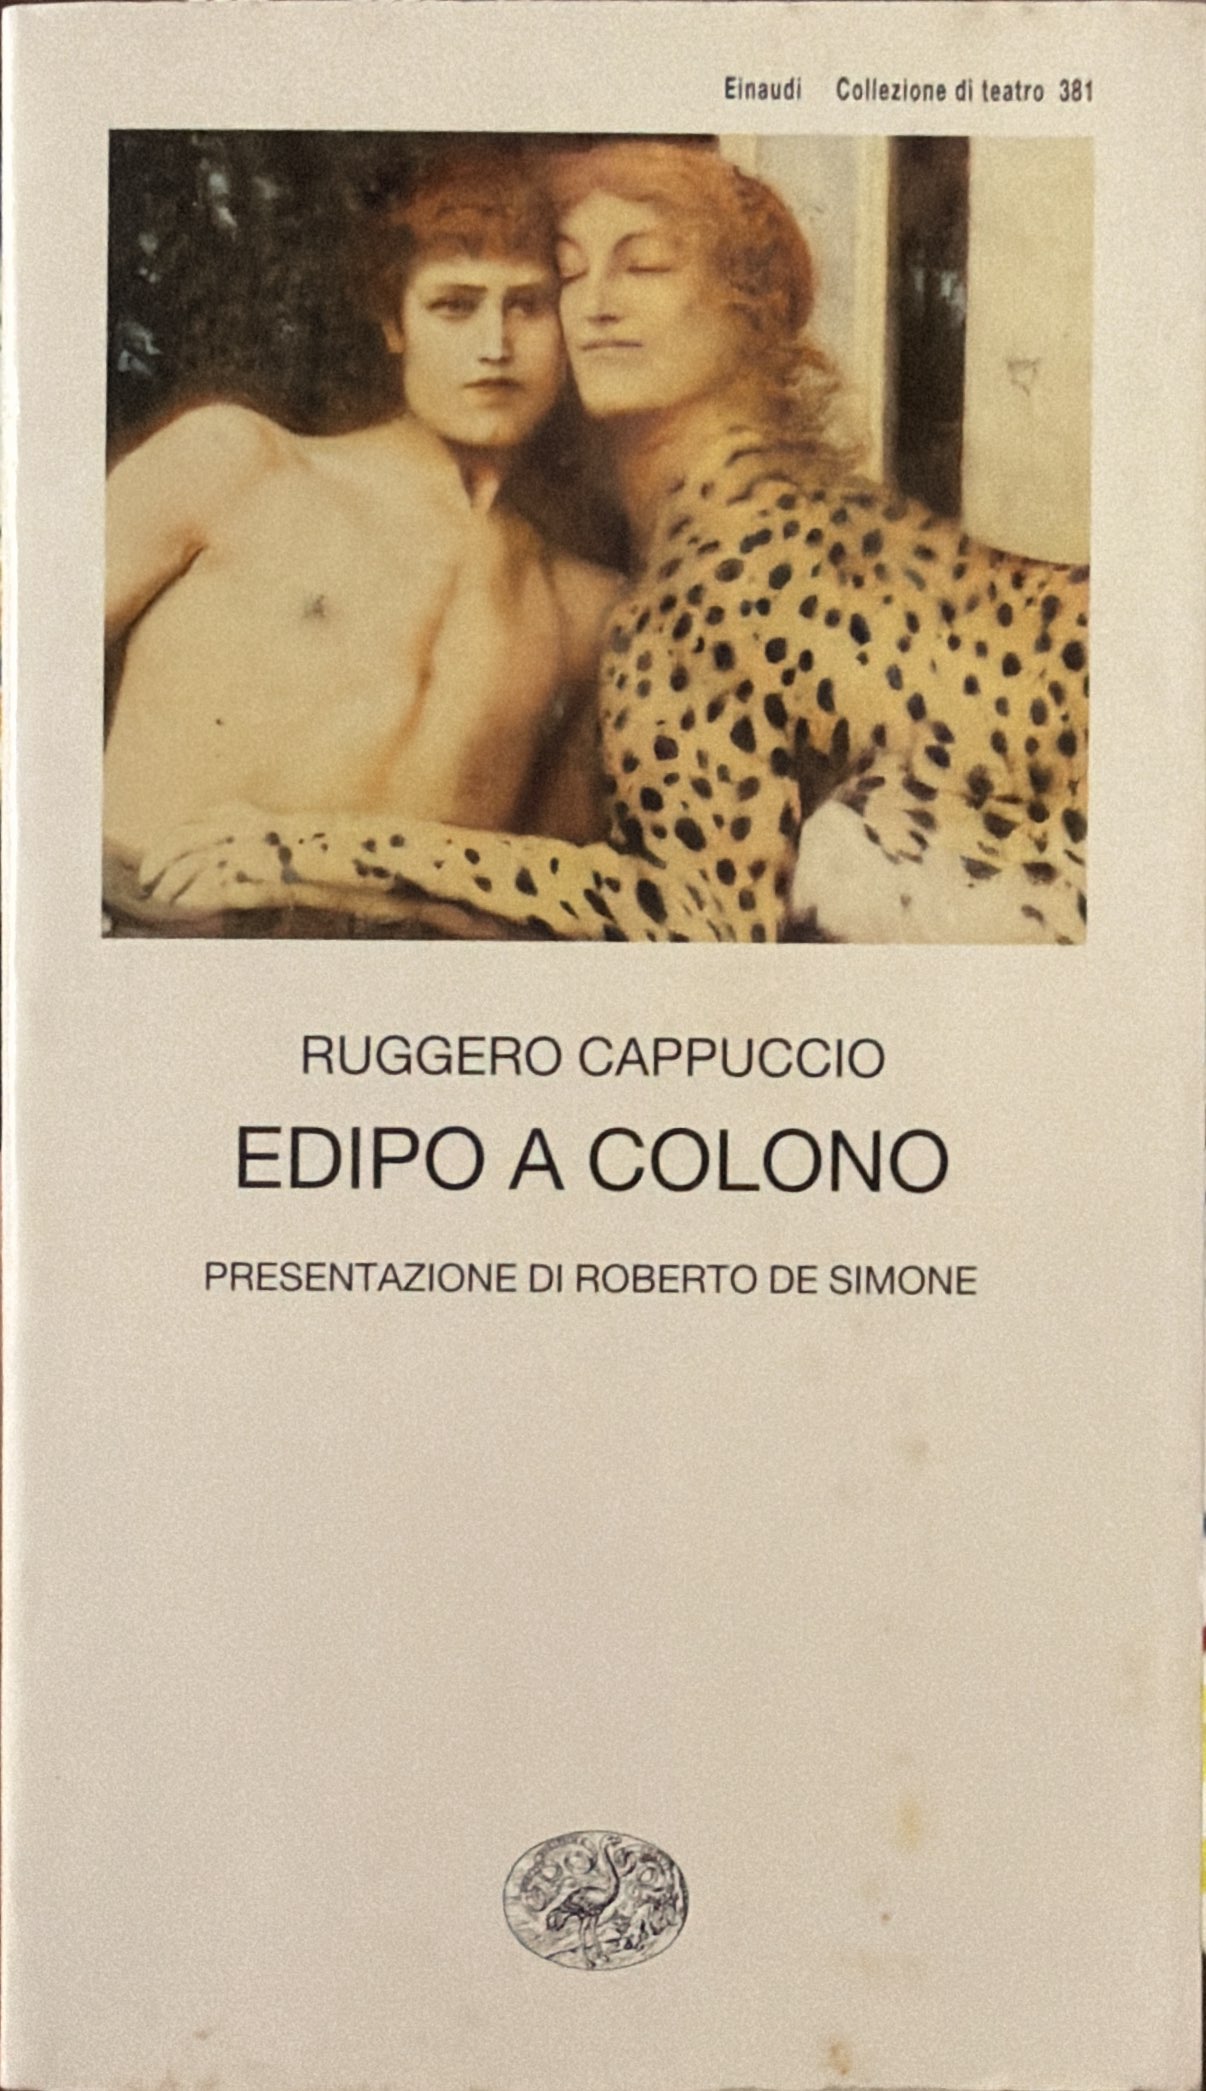 Einaudi Collezione di teatro 381
RUGGERO CAPPUCCIO
EDIPO A COLONO
PRESENTAZIONE DI ROBERTO DE SIMONE